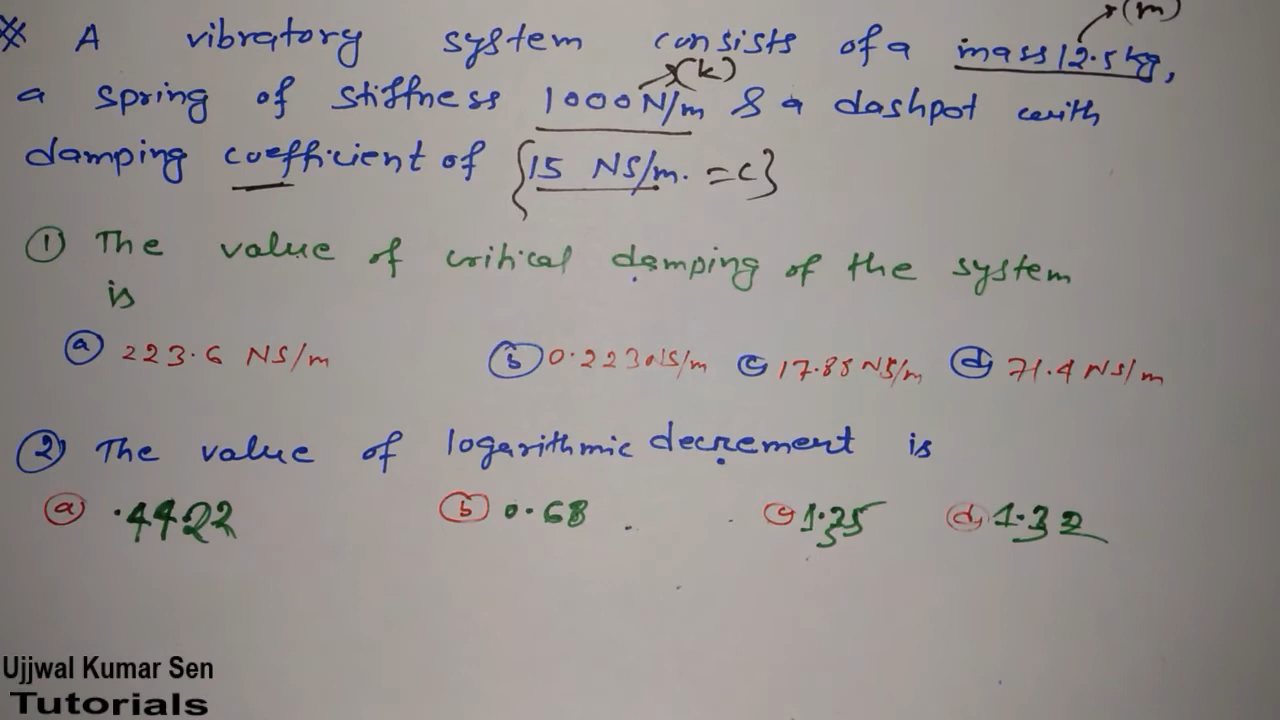 →(m)
※ A vibratory system consists of a mass 12.5 kg,
→(k)
a spring of stiffness 1000 N/m & a dashpot with
damping coefficient of {15 NS/m. = c}
① The value of critical damping of the system
is
ⓐ 223.6 NS/m ⓑ 0.223 NS/m ⓒ 17.88 NS/m ⓓ 71.4 NS/m
② The value of logarithmic decrement is
ⓐ .4422 ⓑ 0.68 ⓒ 1.35 ⓓ 1.32
Ujjwal Kumar Sen
Tutorials